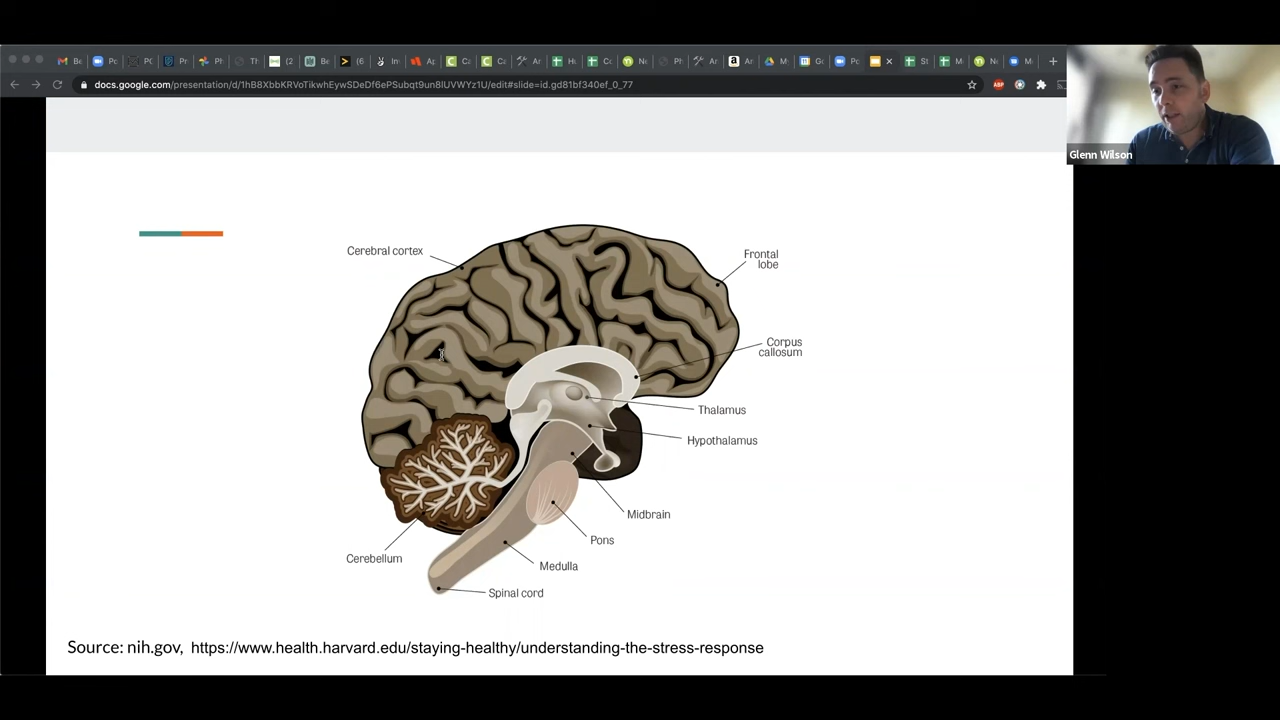 docs.google.com/presentation/d/1hB8XbbKRVoTikwhEywSDeDf6ePSubqt9un8lUVWYz1U/edit#slide=id.gd81bf340ef_0_77
Glenn Wilson
Cerebral cortex
Frontal
lobe
Corpus
callosum
Thalamus
Hypothalamus
Midbrain
Pons
Cerebellum
Medulla
Spinal cord
Source: nih.gov, https://www.health.harvard.edu/staying-healthy/understanding-the-stress-response